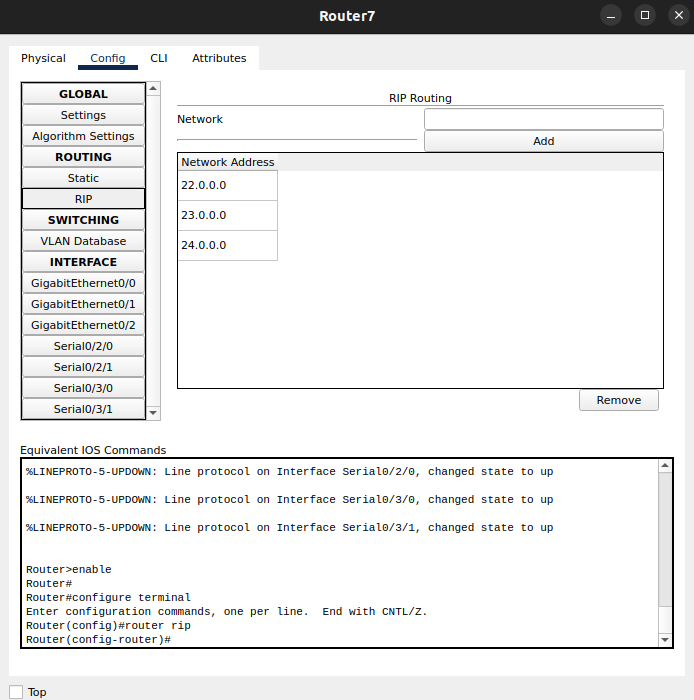 Router7
Physical Config CLI Attributes
GLOBAL
Settings
Algorithm Settings
ROUTING
Static
RIP
SWITCHING
VLAN Database
INTERFACE
GigabitEthernet0/0
GigabitEthernet0/1
GigabitEthernet0/2
Serial0/2/0
Serial0/2/1
Serial0/3/0
Serial0/3/1
RIP Routing
Network
Add
Network Address
22.0.0.0
23.0.0.0
24.0.0.0
Remove
Equivalent IOS Commands
%LINEPROTO-5-UPDOWN: Line protocol on Interface Serial0/2/0, changed state to up
%LINEPROTO-5-UPDOWN: Line protocol on Interface Serial0/3/0, changed state to up
%LINEPROTO-5-UPDOWN: Line protocol on Interface Serial0/3/1, changed state to up
Router>enable
Router#
Router#configure terminal
Enter configuration commands, one per line.  End with CNTL/Z.
Router(config)#router rip
Router(config-router)#
Top